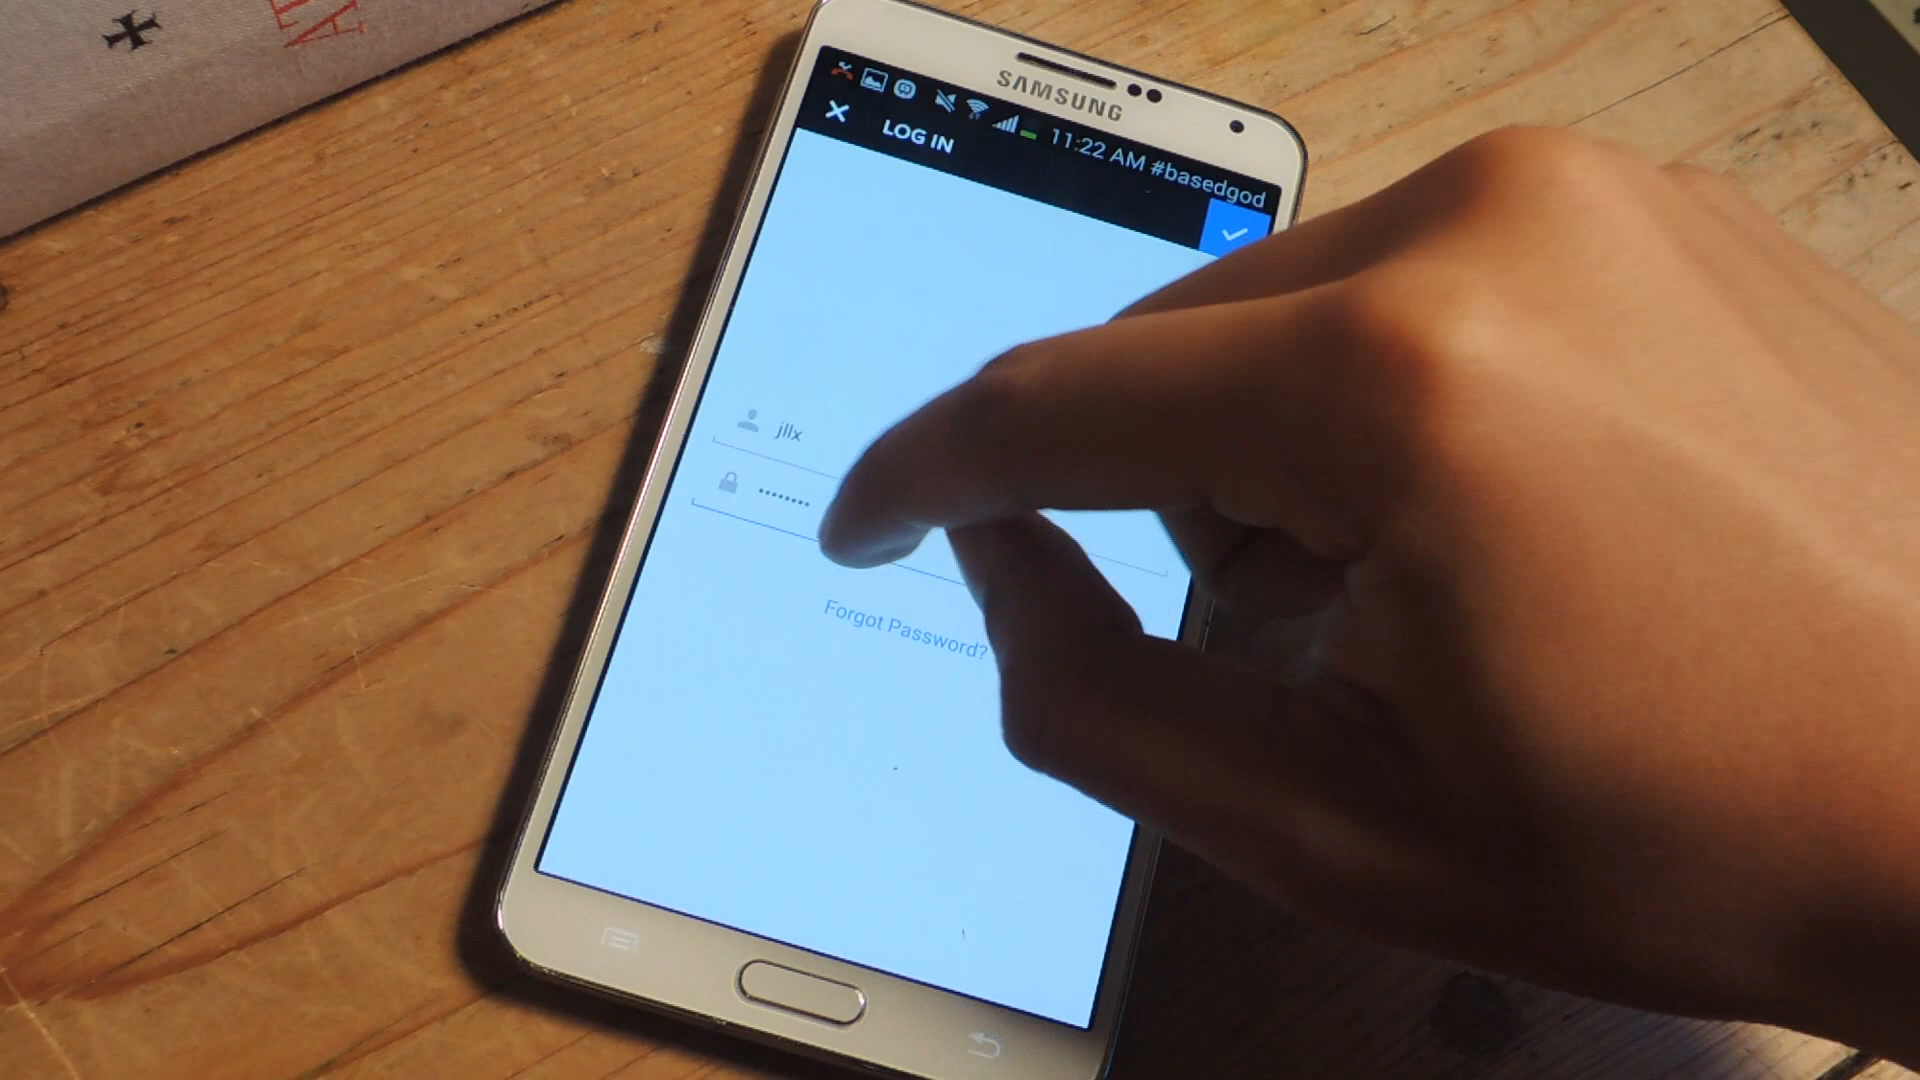 SAMSUNG
11:22 AM #basedgod
LOG IN
jllx
••••••••
Forgot Password?